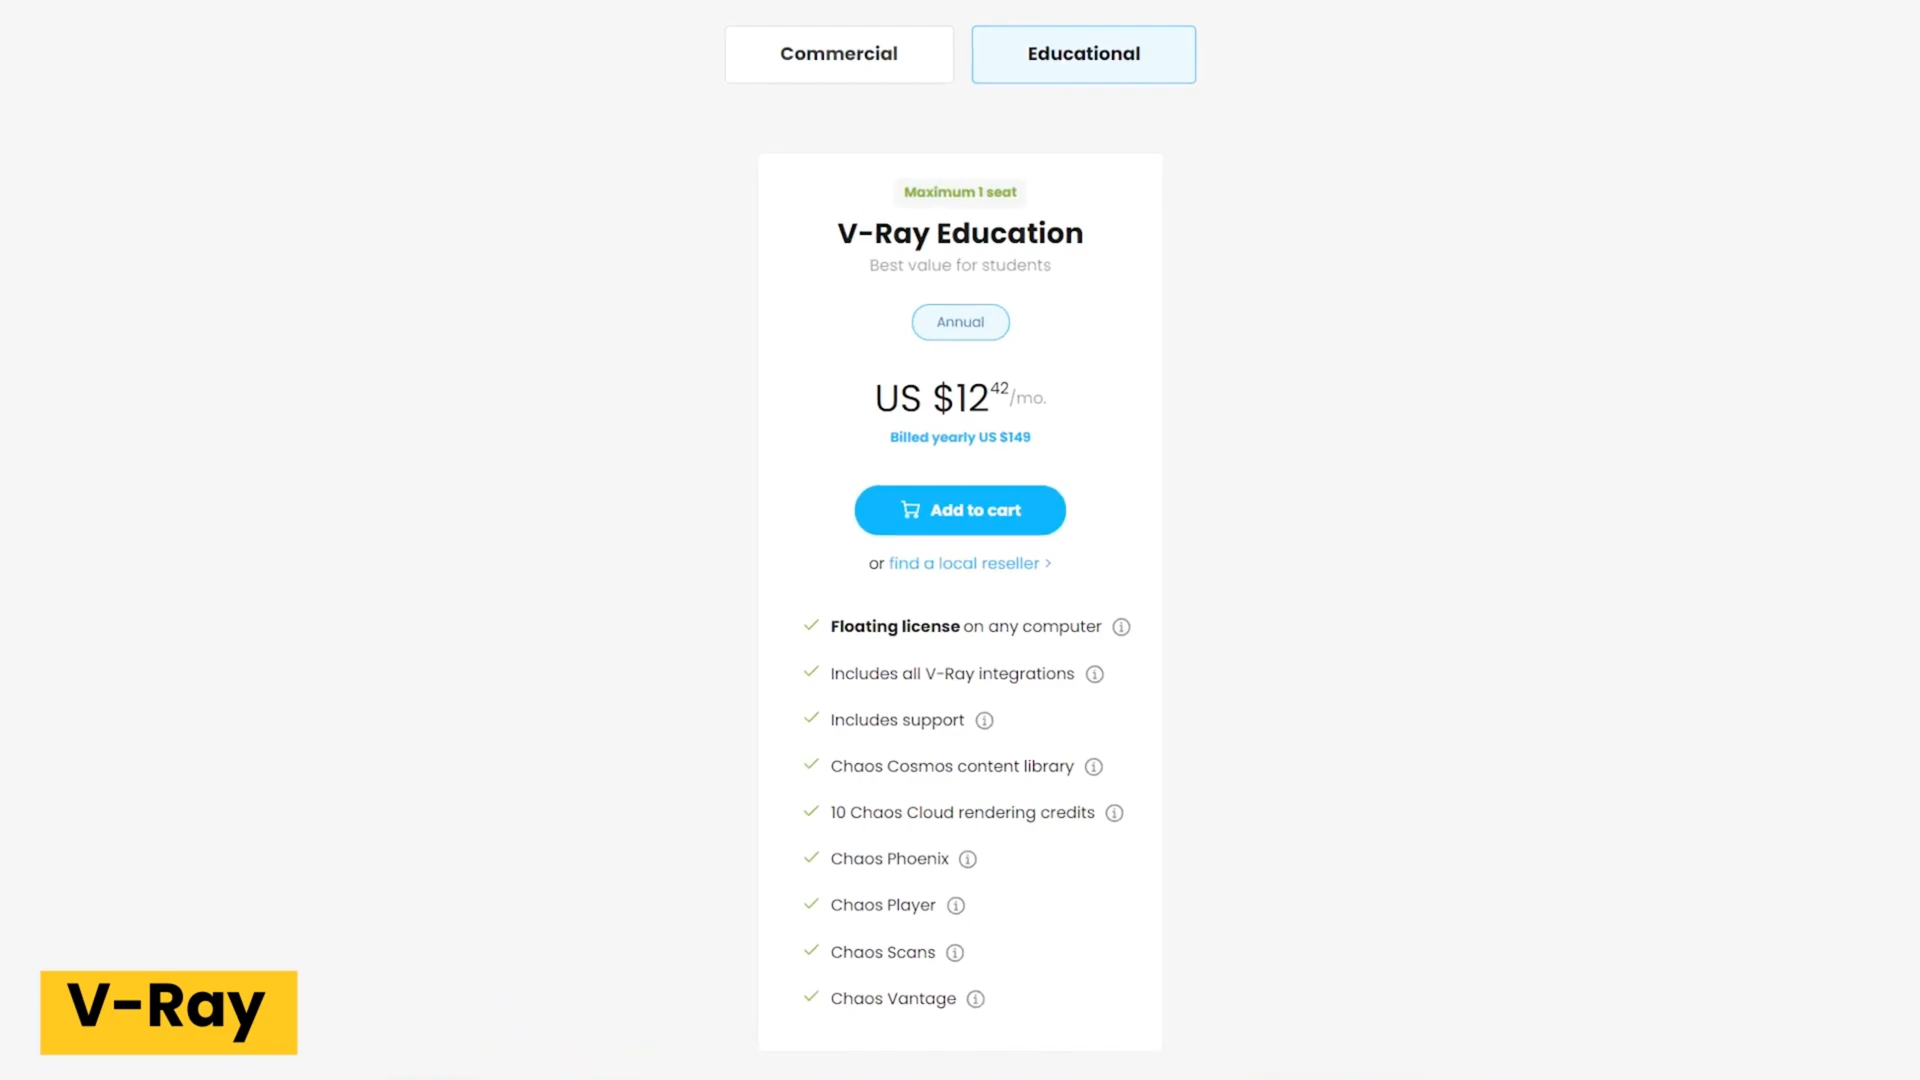 Commercial
Educational
Maximum 1 seat
V-Ray Education
Best value for students
Annual
US $12 42/mo.
Billed yearly US $149
Add to cart
or find a local reseller >
Floating license on any computer
Includes all V-Ray integrations
Includes support
Chaos Cosmos content library
10 Chaos Cloud rendering credits
Chaos Phoenix
Chaos Player
Chaos Scans
Chaos Vantage
V-Ray